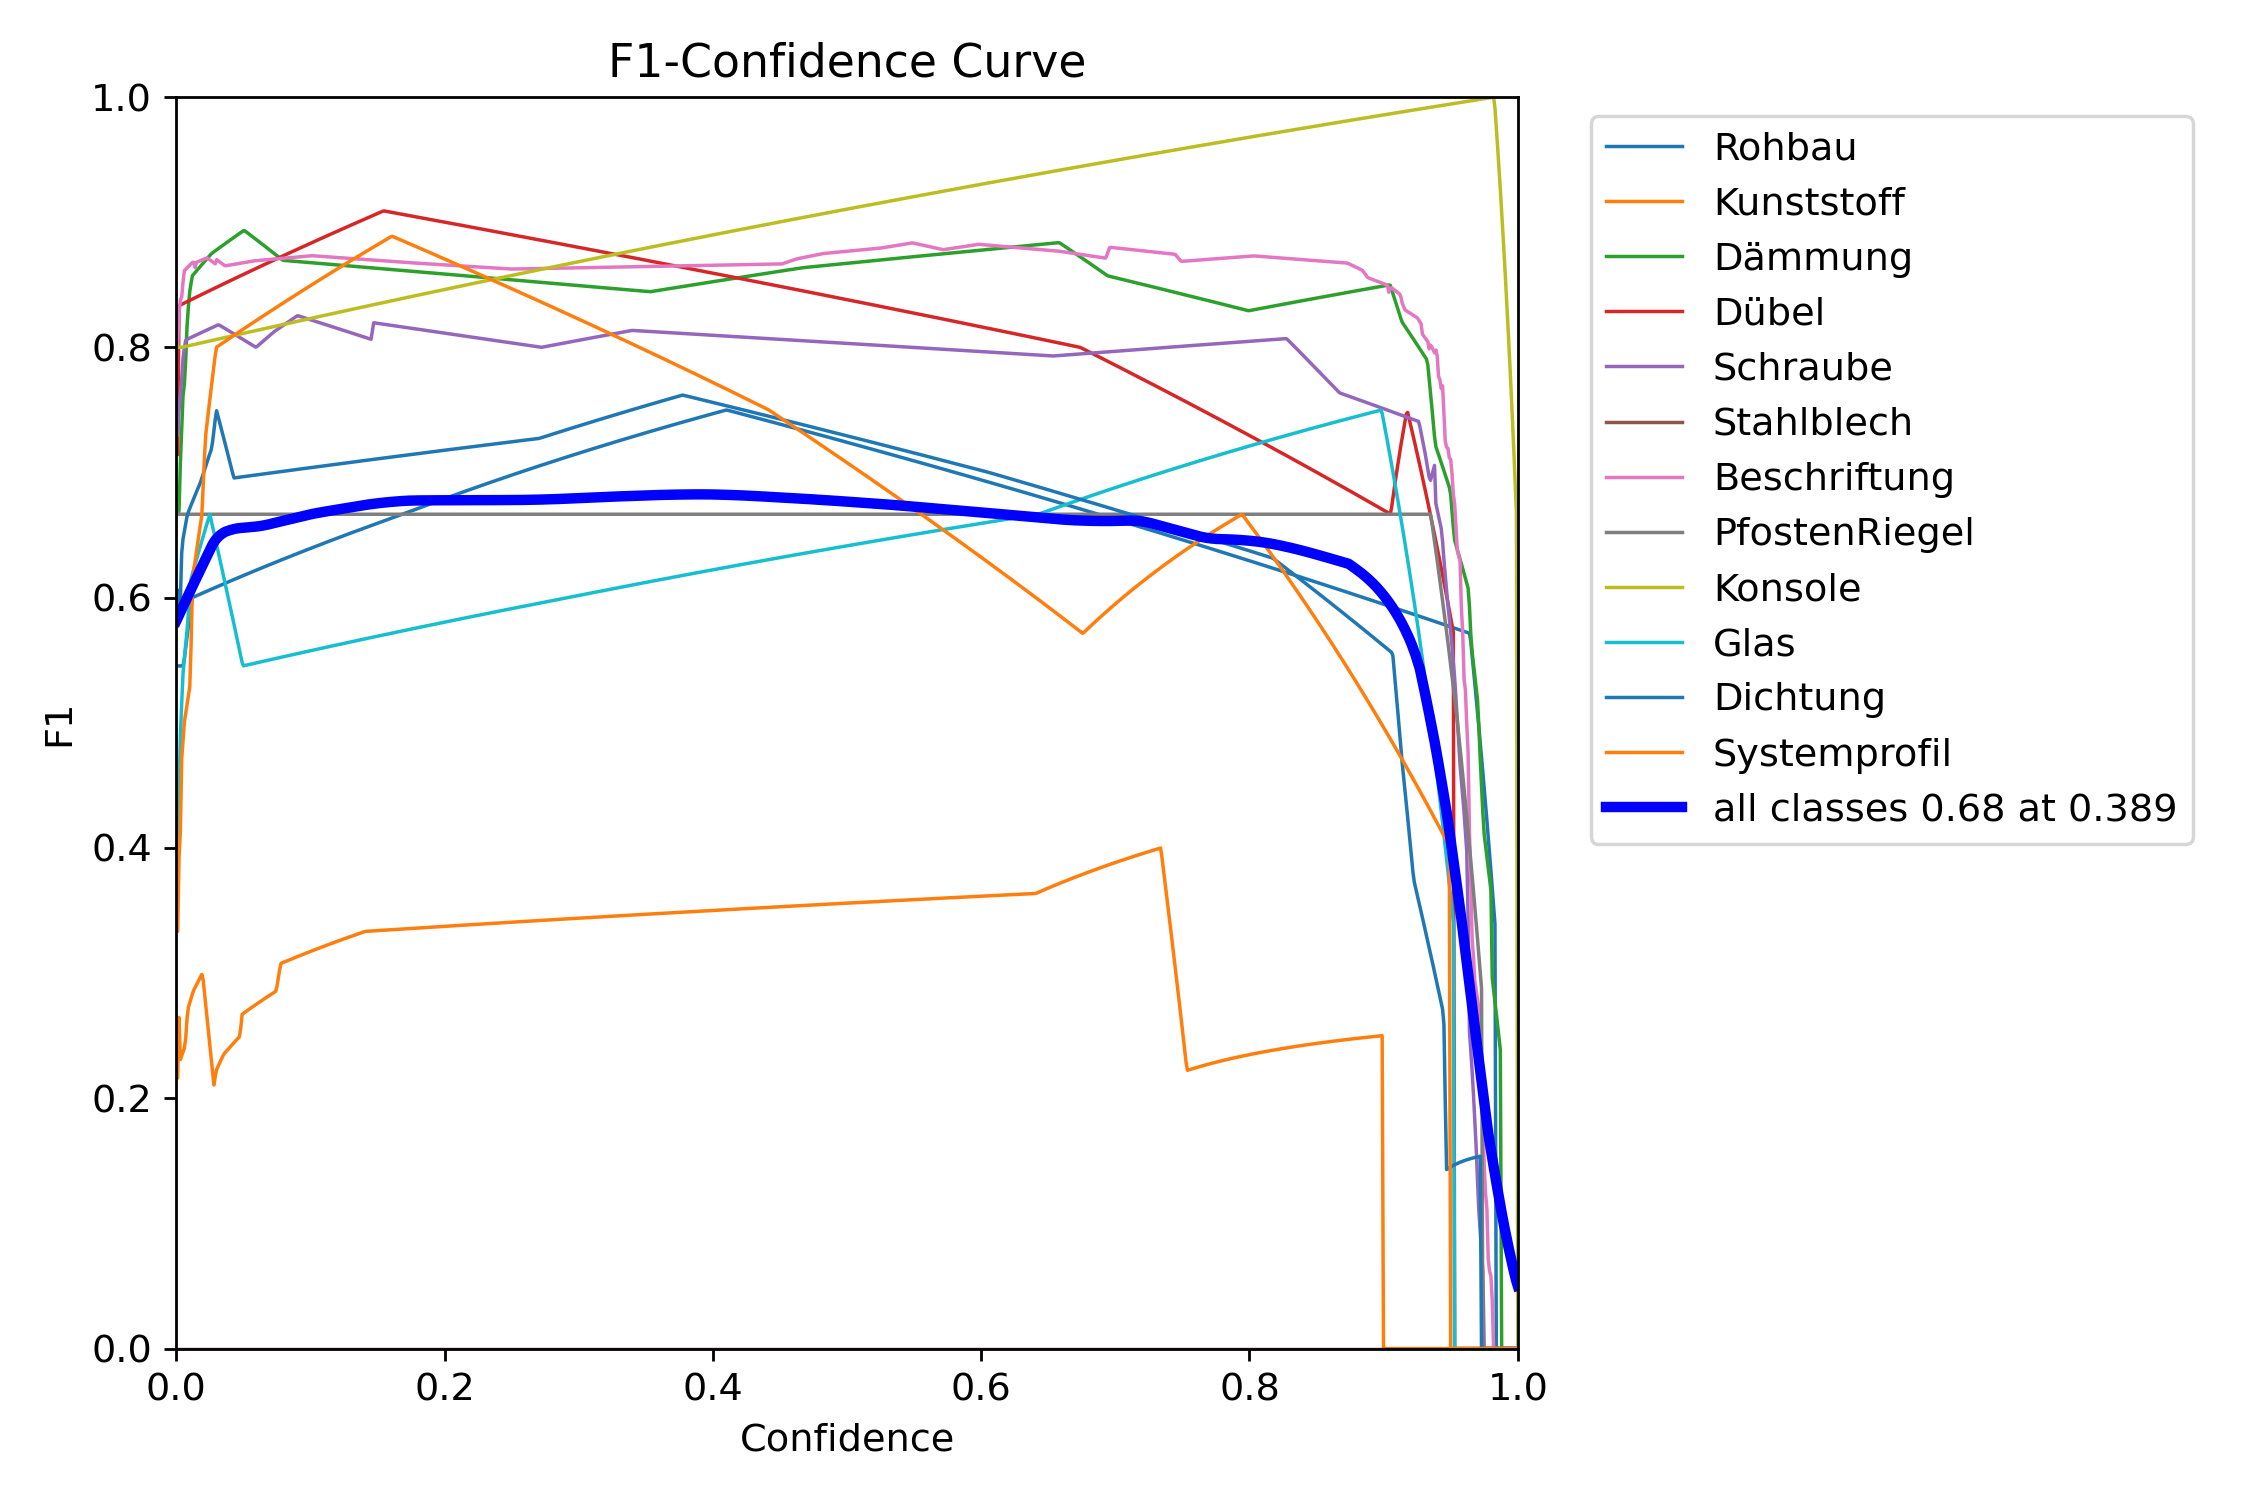 F1-Confidence Curve
1.0
0.8
0.6
0.4
0.2
0.0
F1
0.0 0.2 0.4 0.6 0.8 1.0
Confidence
Rohbau
Kunststoff
Dämmung
Dübel
Schraube
Stahlblech
Beschriftung
PfostenRiegel
Konsole
Glas
Dichtung
Systemprofil
all classes 0.68 at 0.389